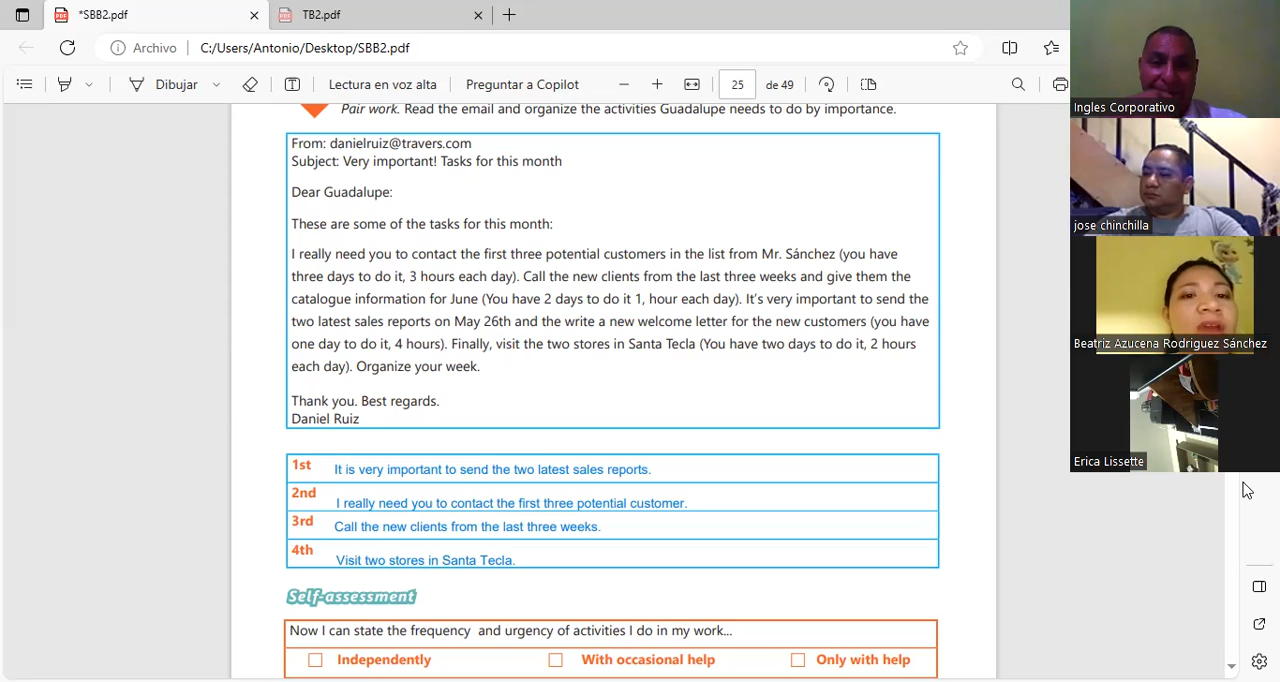 *SBB2.pdf
TB2.pdf
Archivo
C:/Users/Antonio/Desktop/SBB2.pdf
Dibujar
Lectura en voz alta
Preguntar a Copilot
25
de 49
Pair work. Read the email and organize the activities Guadalupe needs to do by importance.
From: danielruiz@travers.com
Subject: Very important! Tasks for this month
Dear Guadalupe:
These are some of the tasks for this month:
I really need you to contact the first three potential customers in the list from Mr. Sánchez (you have
three days to do it, 3 hours each day). Call the new clients from the last three weeks and give them the
catalogue information for June (You have 2 days to do it 1, hour each day). It's very important to send the
two latest sales reports on May 26th and the write a new welcome letter for the new customers (you have
one day to do it, 4 hours). Finally, visit the two stores in Santa Tecla (You have two days to do it, 2 hours
each day). Organize your week.
Thank you. Best regards.
Daniel Ruiz
1st It is very important to send the two latest sales reports.
2nd I really need you to contact the first three potential customer.
3rd Call the new clients from the last three weeks.
4th Visit two stores in Santa Tecla.
Self-assessment
Now I can state the frequency and urgency of activities I do in my work...
Independently
With occasional help
Only with help
Ingles Corporativo
jose chinchilla
Beatriz Azucena Rodriguez Sánchez
Erica Lissette